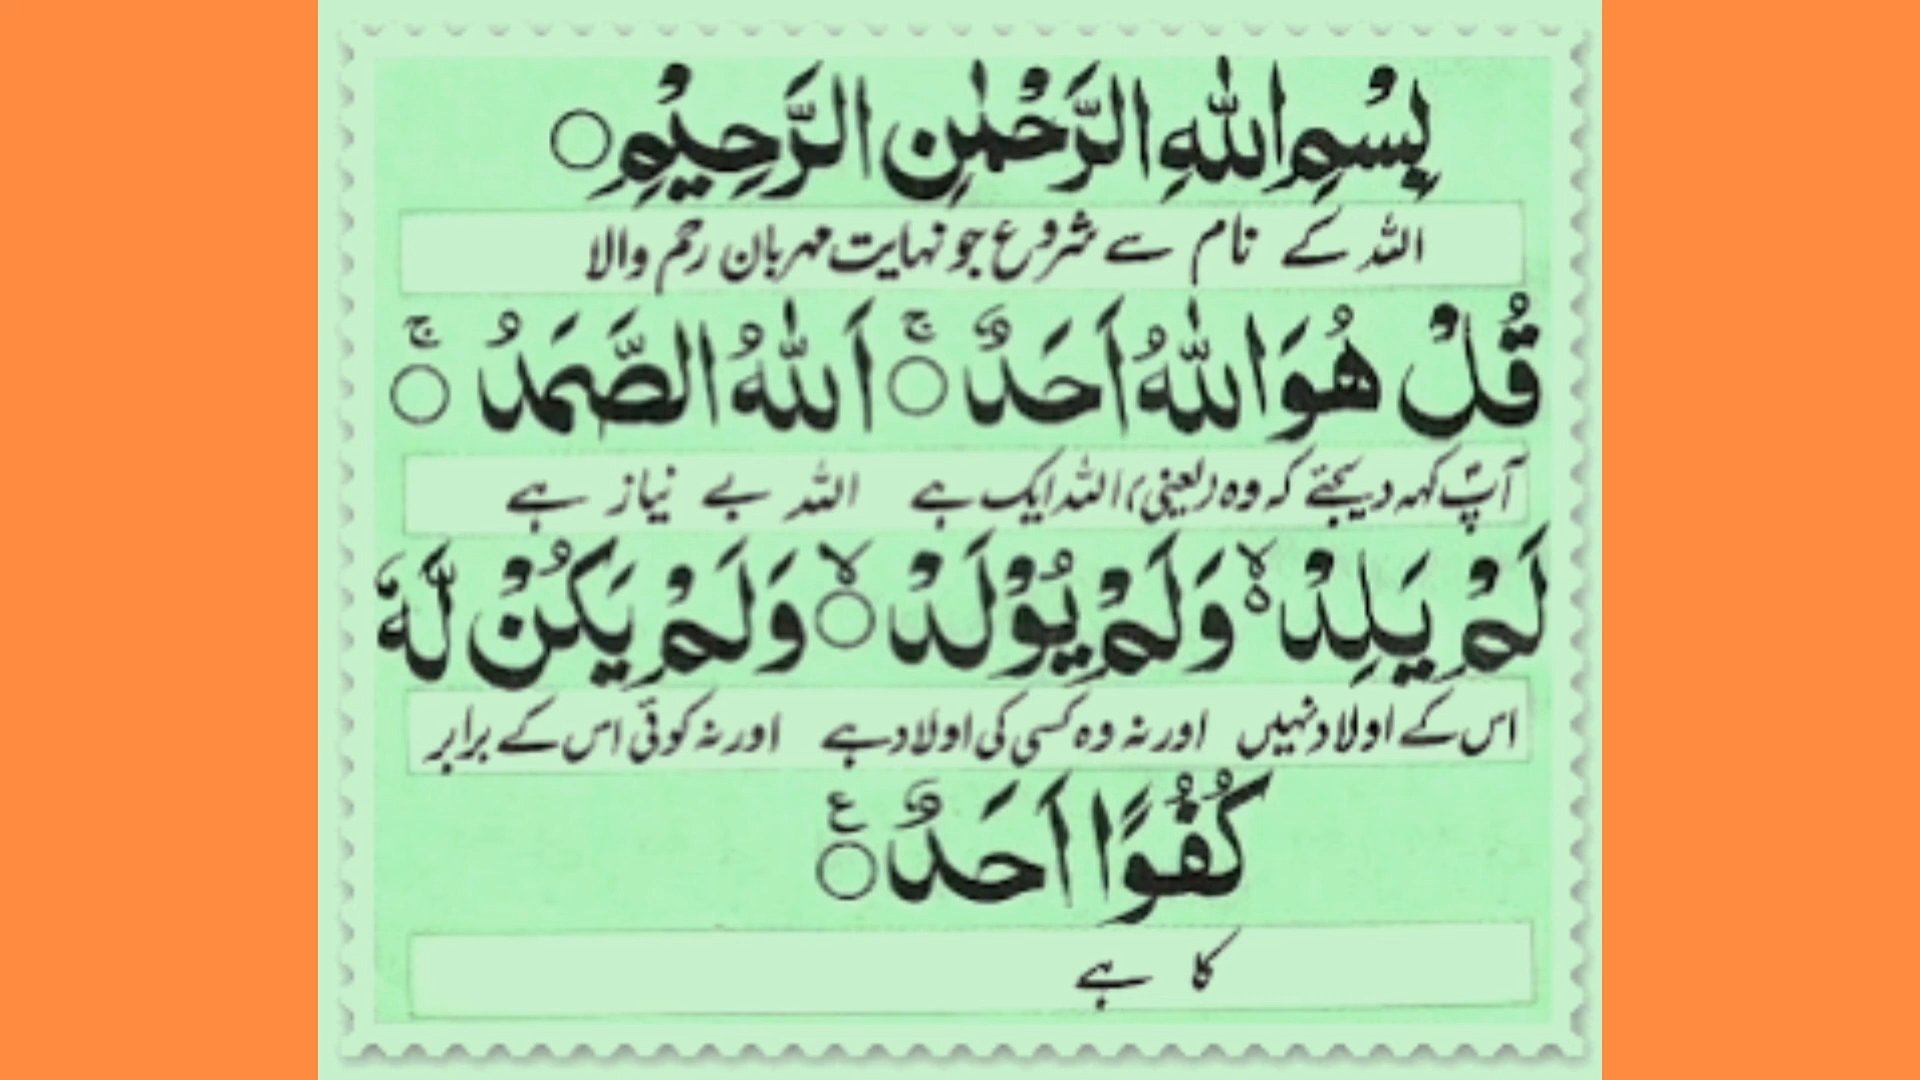 بِسْمِ اللّٰهِ الرَّحْمٰنِ الرَّحِيْمِ ○
اللہ کے نام سے شروع جو نہایت مہربان رحم والا
قُلْ هُوَ اللّٰهُ اَحَدٌ ○ۚ اَللّٰهُ الصَّمَدُ ○ۚ
آپؐ کہہ دیجئے کہ وہ (یعنی) اللہ ایک ہے اللہ بے نیاز ہے
لَمْ يَلِدْ ۙ۬ وَلَمْ يُوْلَدْ ○ۙ وَلَمْ يَكُنْ لَّهٗ
اس کے اولاد نہیں اور نہ وہ کسی کی اولاد ہے اور نہ کوئی اس کے برابر
كُفُوًا اَحَدٌ ○ع
کا ہے